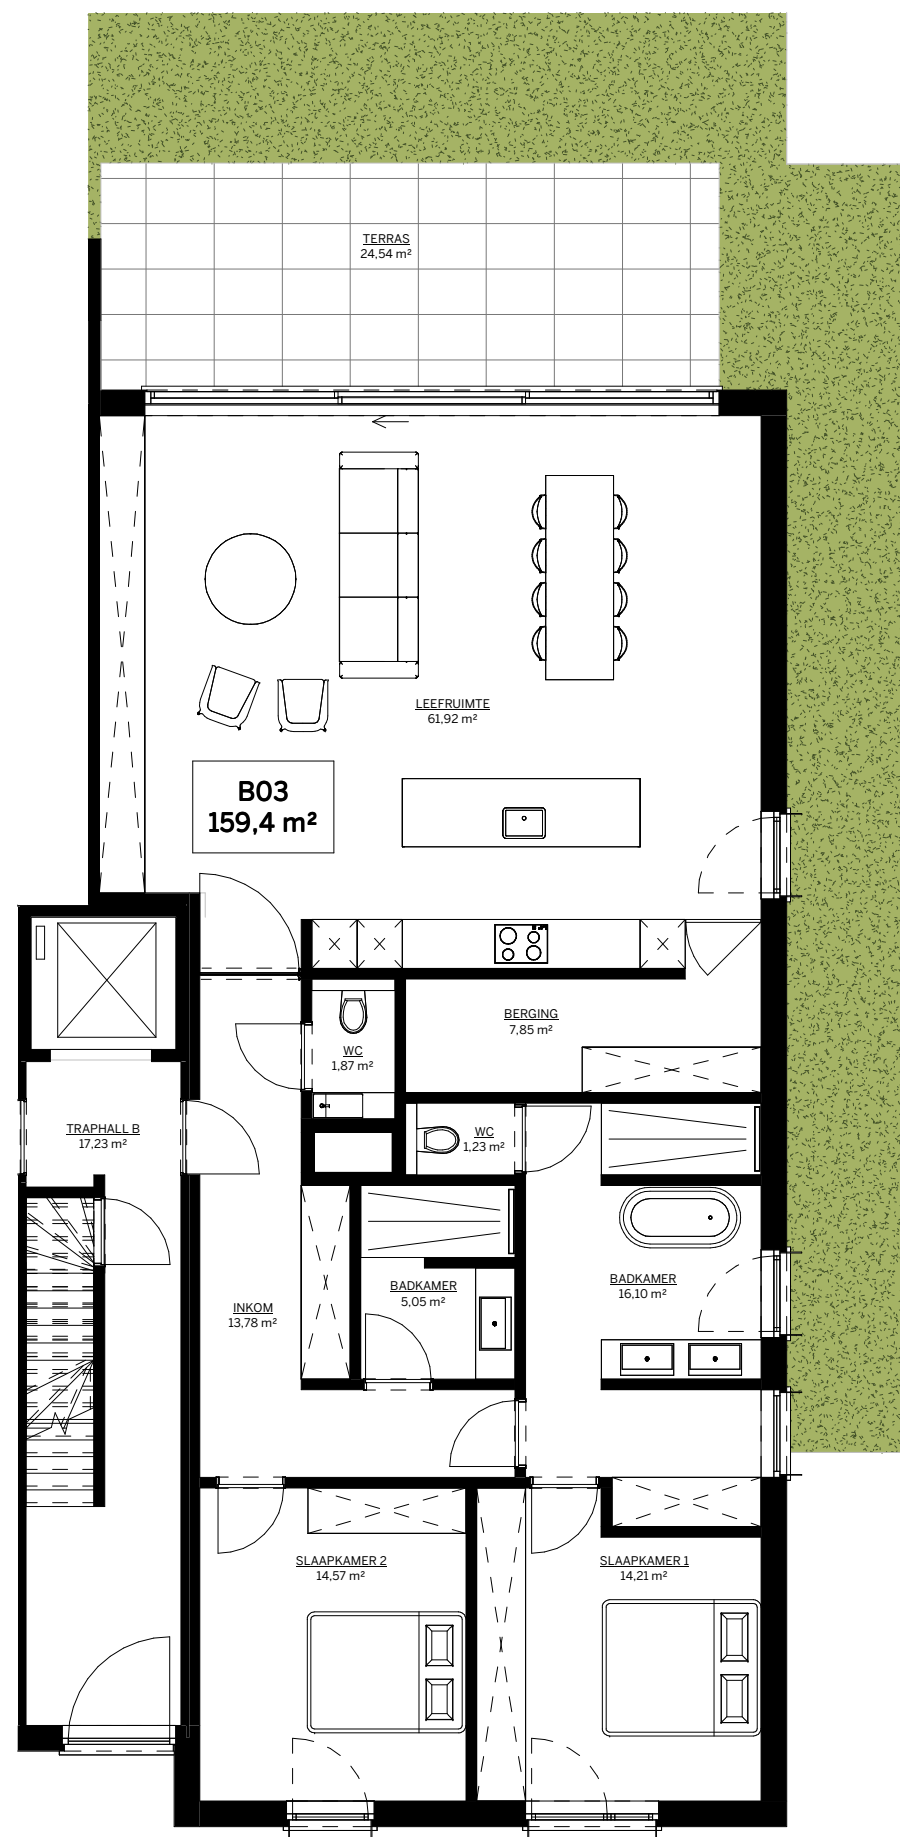 TERRAS
24,54 m²
LEEFRUIMTE
61,92 m²
B03
159,4 m²
BERGING
7,85 m²
WC
1,87 m²
TRAPHALL B
17,23 m²
WC
1,23 m²
BADKAMER
5,05 m²
BADKAMER
16,10 m²
INKOM
13,78 m²
SLAAPKAMER 2
14,57 m²
SLAAPKAMER 1
14,21 m²